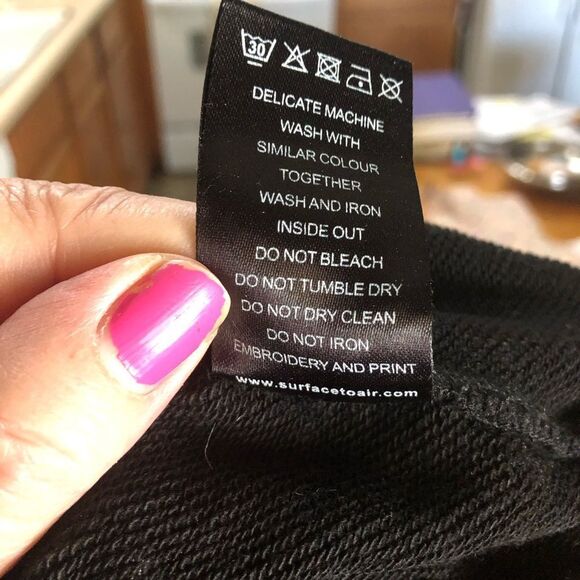 30
DELICATE MACHINE
WASH WITH
SIMILAR COLOUR
TOGETHER
WASH AND IRON
INSIDE OUT
DO NOT BLEACH
DO NOT TUMBLE DRY
DO NOT DRY CLEAN
DO NOT IRON
EMBROIDERY AND PRINT
www.surfacetoair.com